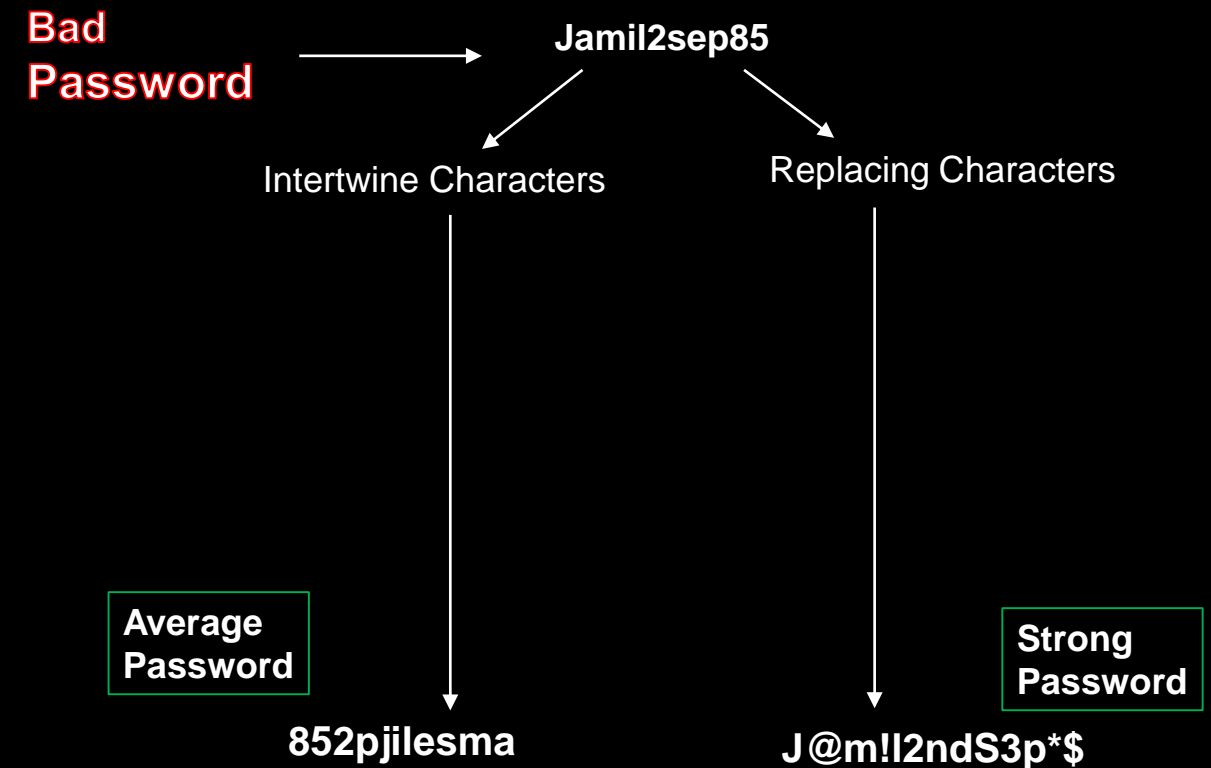 Bad
Password
Jamil2sep85
Intertwine Characters
Replacing Characters
Average
Password
Strong
Password
852pjilesma
J@m!l2ndS3p*$